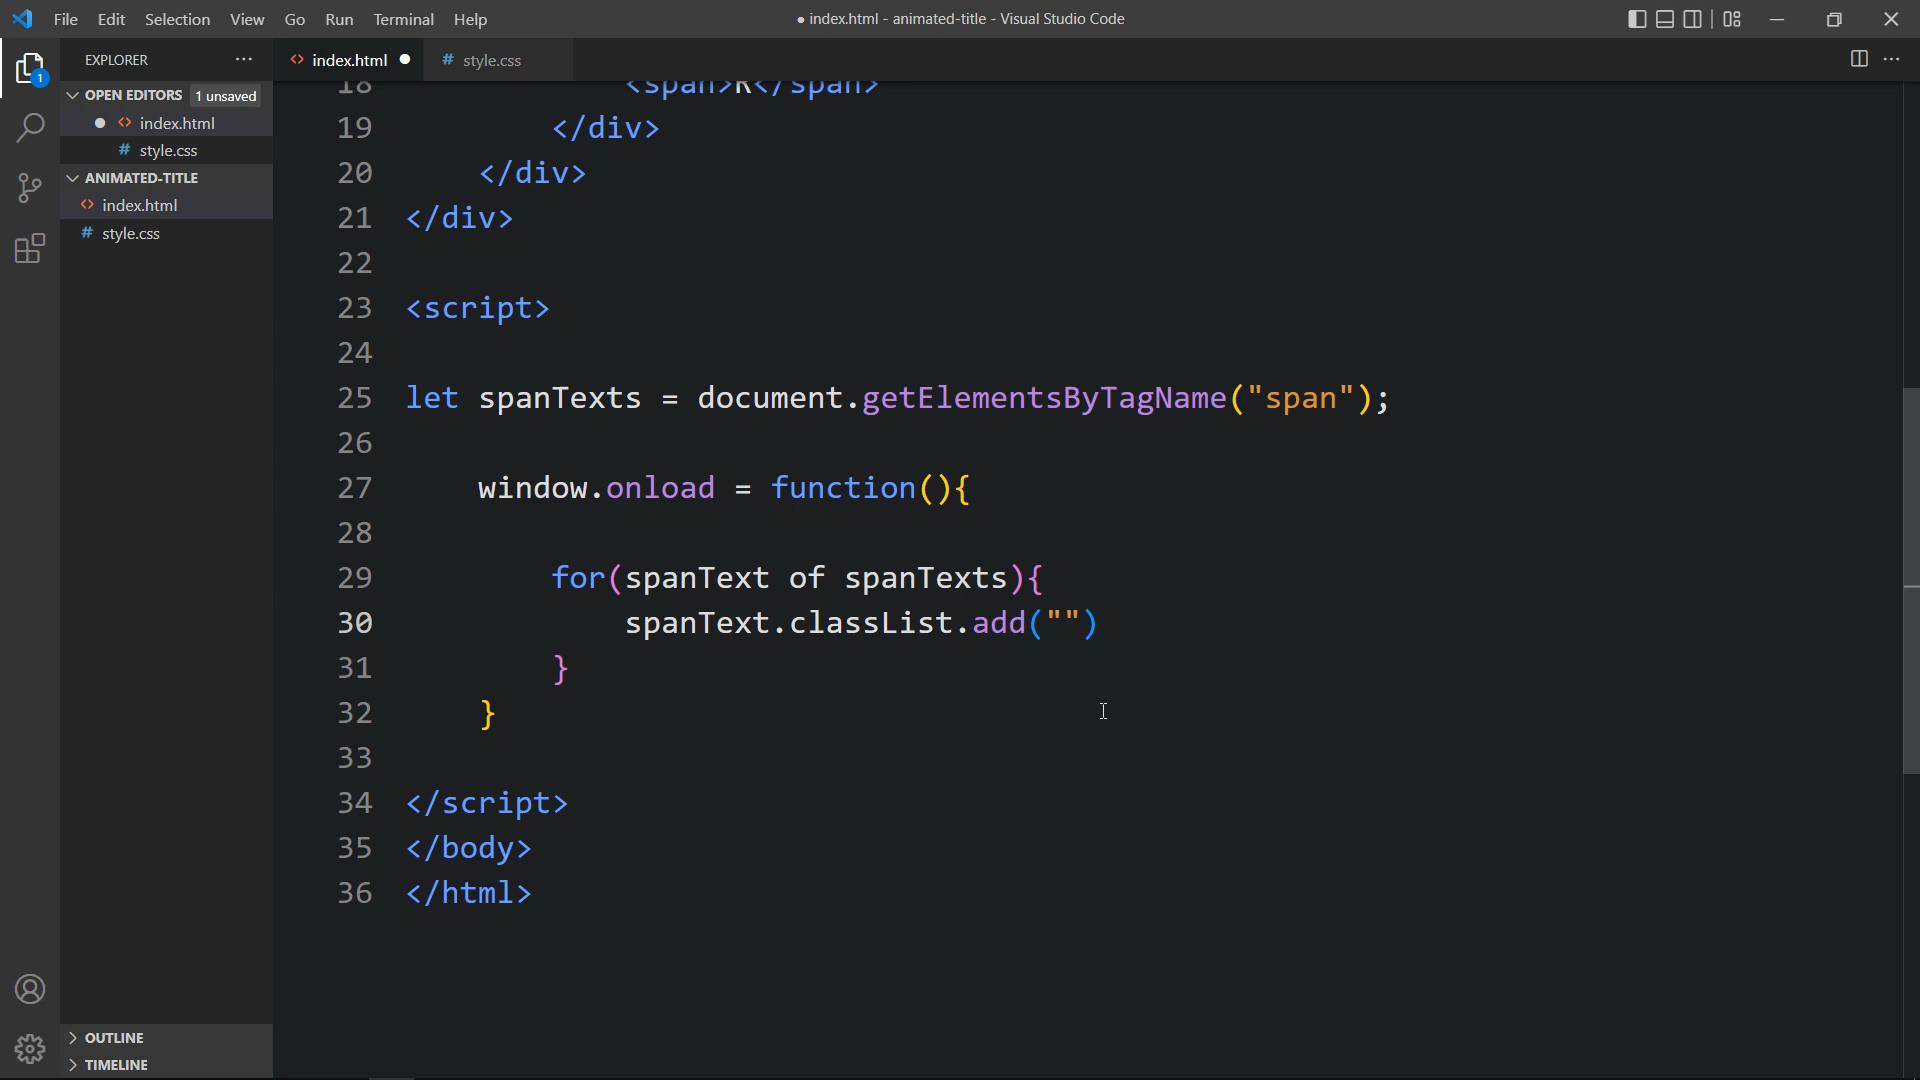 File Edit Selection View Go Run Terminal Help
● index.html - animated-title - Visual Studio Code
EXPLORER ···
<> index.html ●
# style.css
1
OPEN EDITORS 1 unsaved
● <> index.html
# style.css
ANIMATED-TITLE
<> index.html
# style.css
OUTLINE
TIMELINE
18 <span>R</span>
19 </div>
20 </div>
21 </div>
22
23 <script>
24
25 let spanTexts = document.getElementsByTagName("span");
26
27 window.onload = function(){
28
29 for(spanText of spanTexts){
30 spanText.classList.add("")
31 }
32 }
33
34 </script>
35 </body>
36 </html>